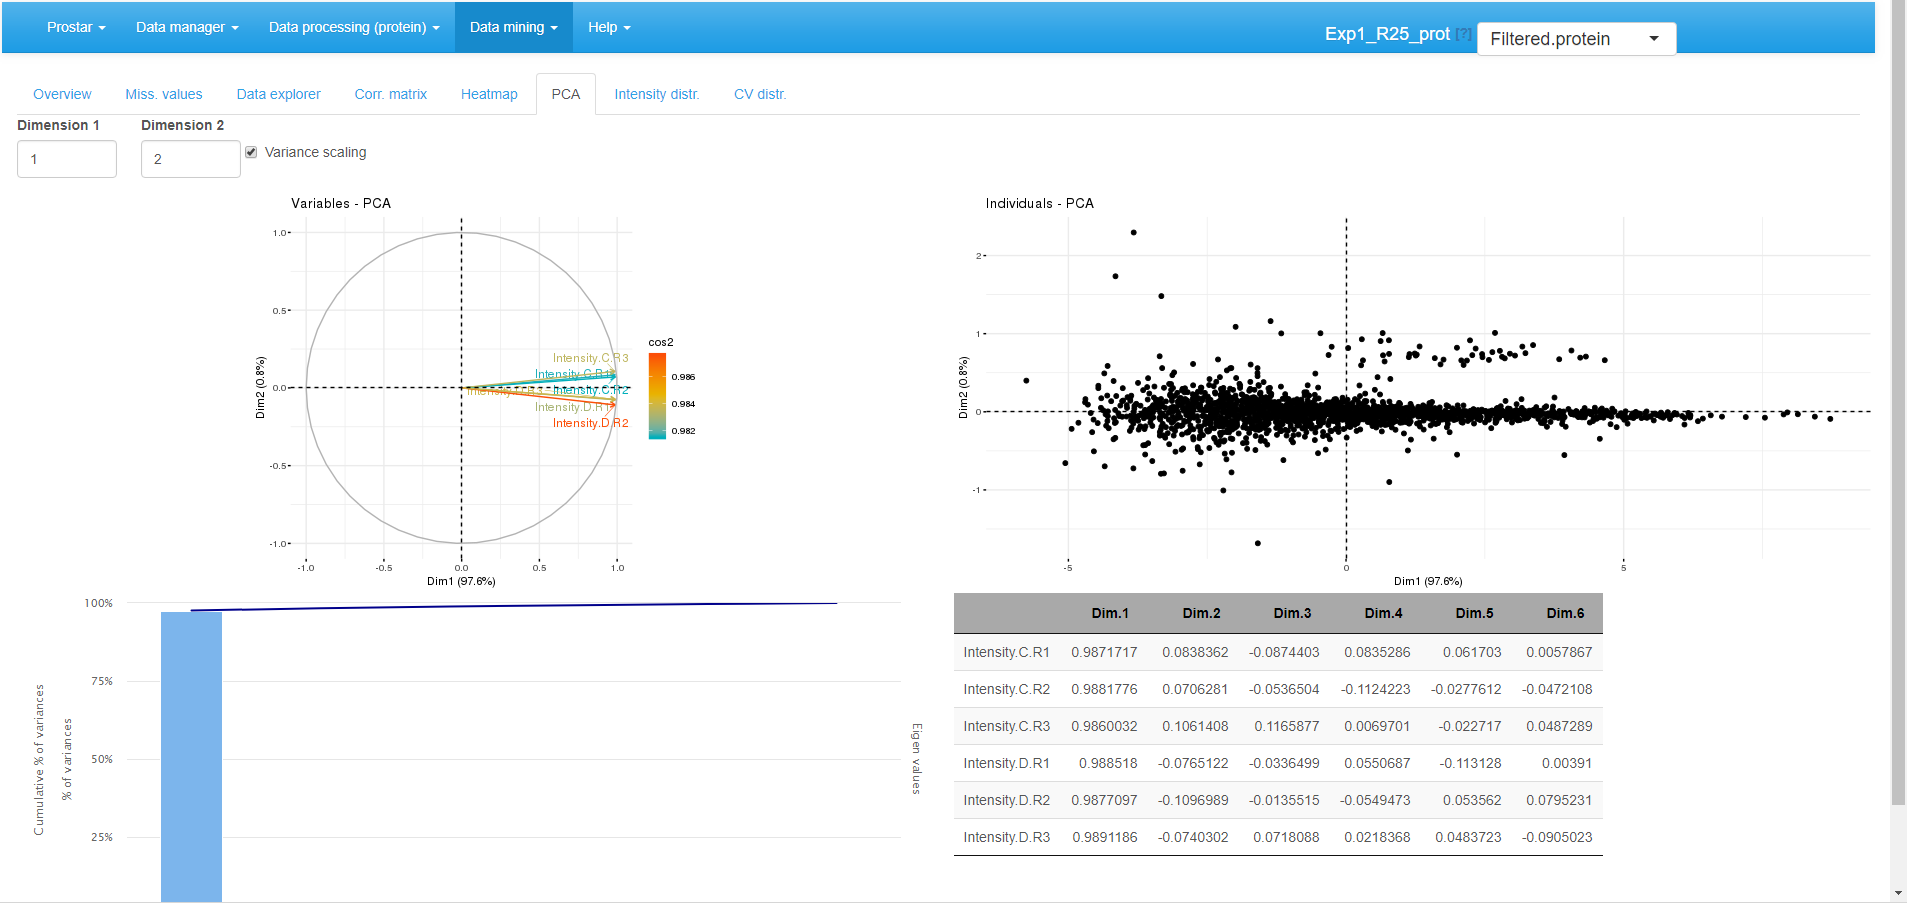 Prostar Data manager Data processing (protein) Data mining Help Exp1_R25_prot [?] Filtered.protein
Overview Miss. values Data explorer Corr. matrix Heatmap PCA Intensity distr. CV distr.
Dimension 1 Dimension 2
1 2 Variance scaling
Variables - PCA
1.0
0.5
0.0
-0.5
-1.0
Dim2 (0.8%)
Intensity.C.R3
Intensity.C.R1
Intensity.D.R3 Intensity.C.R2
Intensity.D.R1
Intensity.D.R2
-1.0 -0.5 0.0 0.5 1.0
Dim1 (97.6%)
cos2
0.986
0.984
0.982
Individuals - PCA
2
1
0
-1
Dim2 (0.8%)
-5 0 5
Dim1 (97.6%)
100%
75%
50%
25%
Cumulative % of variances
% of variances
Eigen values
Dim.1 Dim.2 Dim.3 Dim.4 Dim.5 Dim.6
Intensity.C.R1 0.9871717 0.0838362 -0.0874403 0.0835286 0.061703 0.0057867
Intensity.C.R2 0.9881776 0.0706281 -0.0536504 -0.1124223 -0.0277612 -0.0472108
Intensity.C.R3 0.9860032 0.1061408 0.1165877 0.0069701 -0.022717 0.0487289
Intensity.D.R1 0.988518 -0.0765122 -0.0336499 0.0550687 -0.113128 0.00391
Intensity.D.R2 0.9877097 -0.1096989 -0.0135515 -0.0549473 0.053562 0.0795231
Intensity.D.R3 0.9891186 -0.0740302 0.0718088 0.0218368 0.0483723 -0.0905023